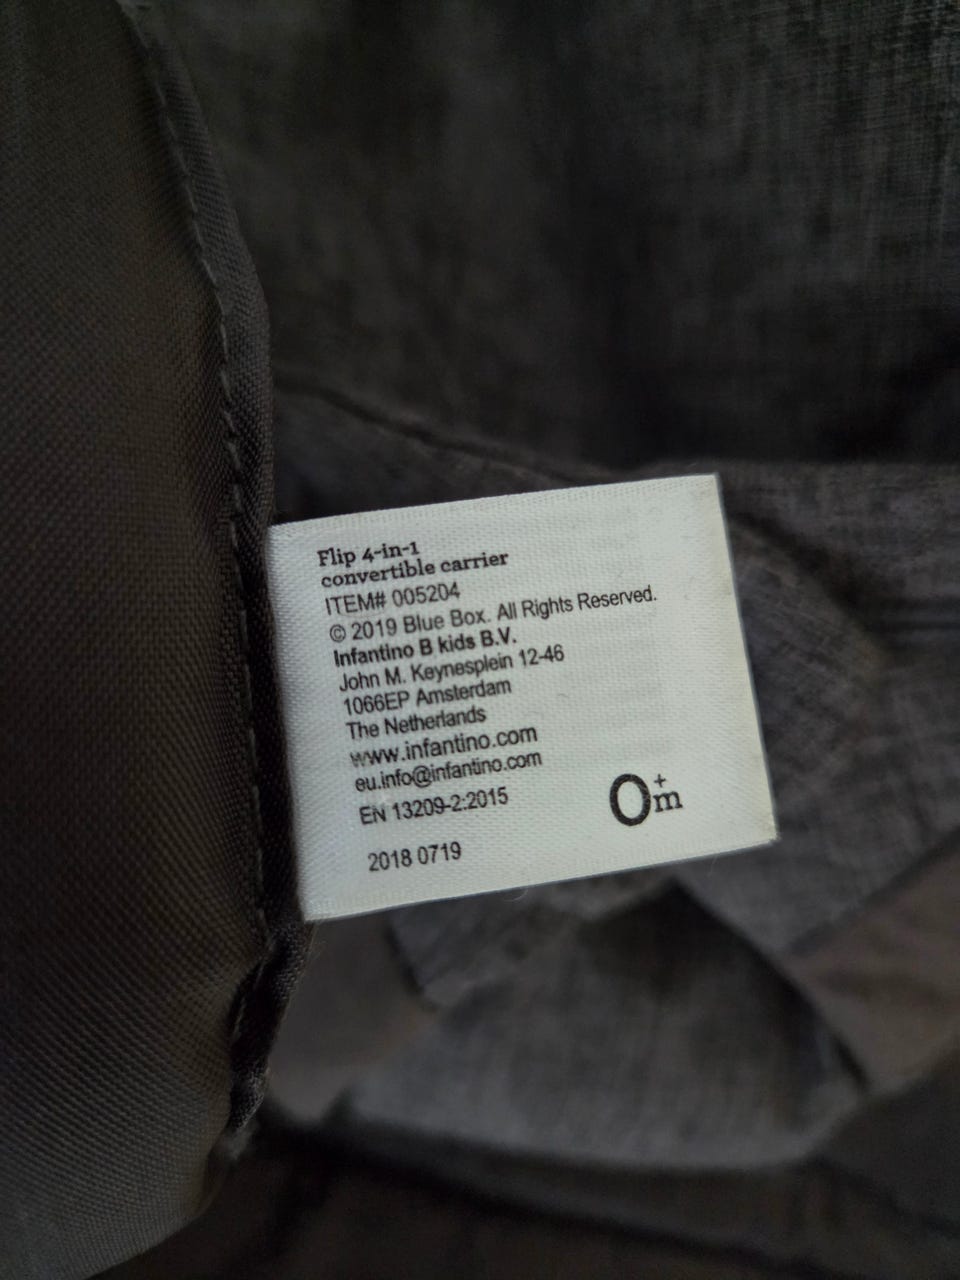 Flip 4-in-1
convertible carrier
ITEM# 005204
© 2019 Blue Box. All Rights Reserved.
Infantino B kids B.V.
John M. Keynesplein 12-46
1066EP Amsterdam
The Netherlands
www.infantino.com
eu.info@infantino.com
EN 13209-2:2015
0+m
2018 0719